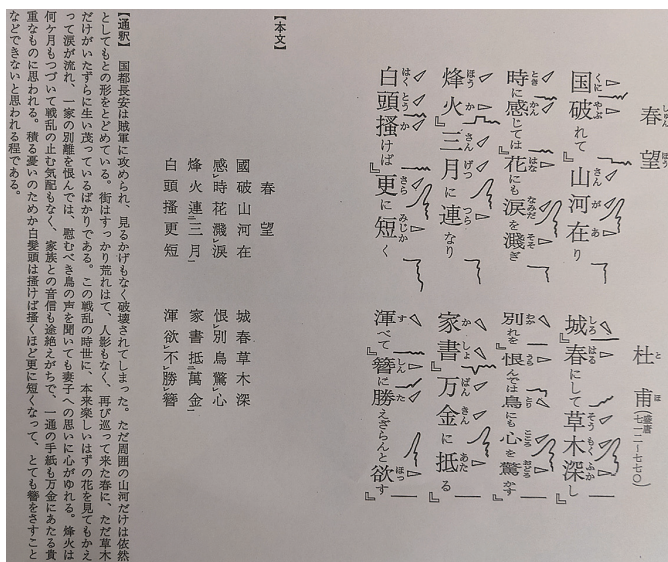 春望 杜甫（盛唐 七一二―七七〇）
国破れて』山河在り 城』春にして草木深し』
時に感じては』花にも涙を濺ぎ 別れを』恨んでは鳥にも心を驚かす』
烽火』三月に連なり 家書』万金に抵る』
白頭掻けば』更に短く 渾べて』簪に勝えざらんと欲す』
【本文】
春望
國破山河在 城春草木深
感レ時花濺レ涙 恨レ別鳥驚レ心
烽火連二三月一 家書抵二萬金一
白頭搔更短 渾欲レ不レ勝レ簪
【通釈】 国都長安は賊軍に攻められ、見るかげもなく破壊されてしまった。ただ周囲の山河だけは依然
としてもとの形をとどめている。街はすっかり荒れはて、人影もなく、再び巡って来た春に、ただ草木
だけがいたずらに生い茂っているばかりである。この戦乱の時世に、本来楽しいはずの花を見てもかえ
って涙が流れ、一家の別離を恨んでは、慰むべき鳥の声を聞いても妻子への思いに心がゆれる。烽火は
何ケ月もつづいて戦乱の止む気配もなく、家族との音信も途絶えがちで、一通の手紙も万金にあたる貴
重なものに思われる。積る憂いのためか白髪頭は掻けば掻くほど更に短くなって、とても簪をさすこと
などできないと思われる程である。